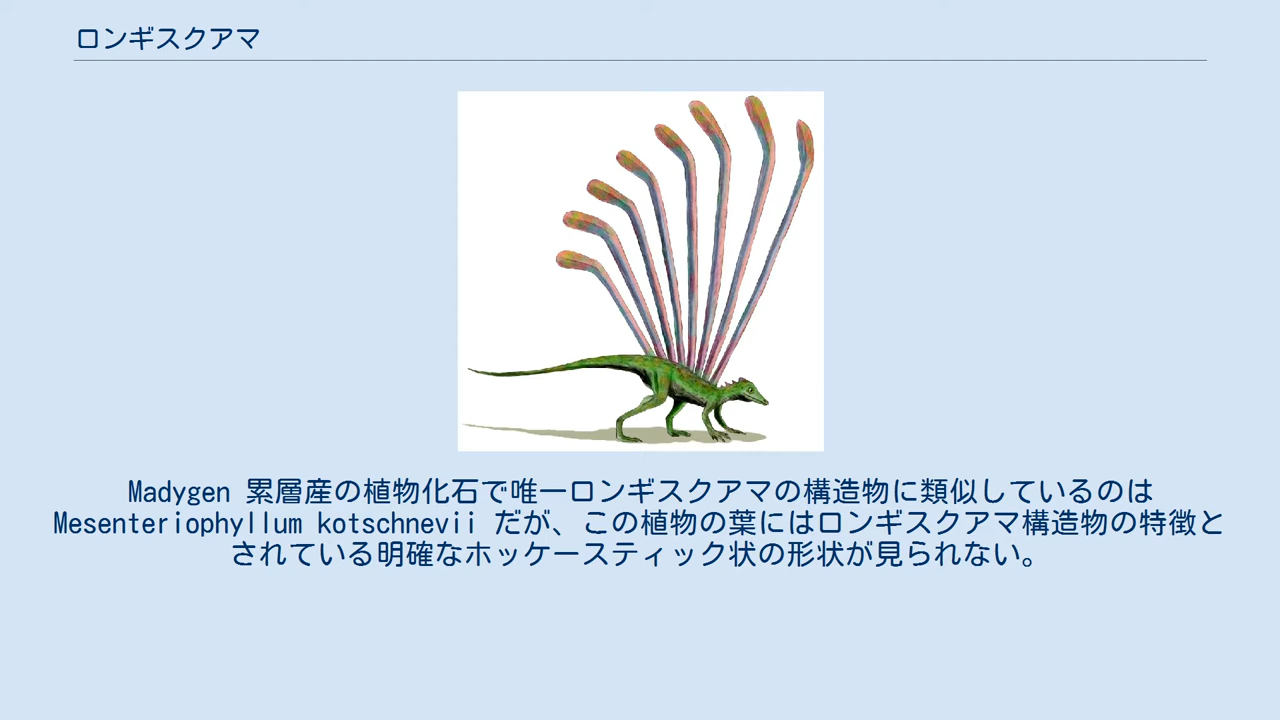 ロンギスクアマ
Madygen 累層産の植物化石で唯一ロンギスクアマの構造物に類似しているのは
Mesenteriophyllum kotschnevii だが、この植物の葉にはロンギスクアマ構造物の特徴と
されている明確なホッケースティック状の形状が見られない。